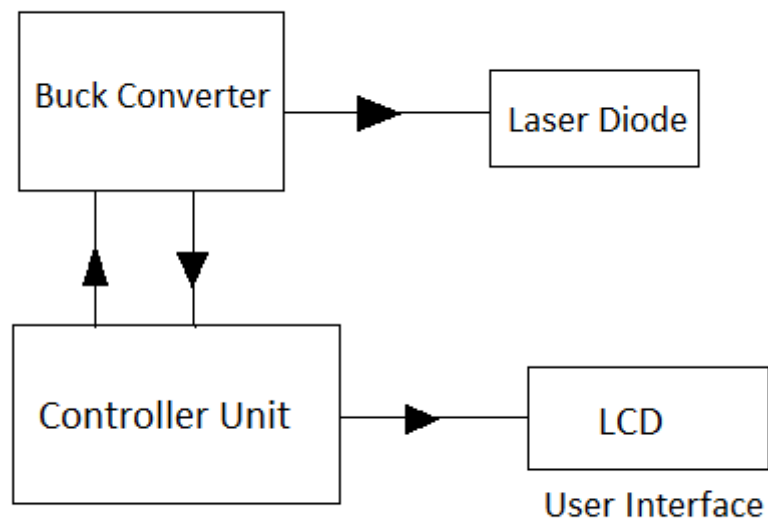 Buck Converter
Laser Diode
Controller Unit
LCD
User Interface